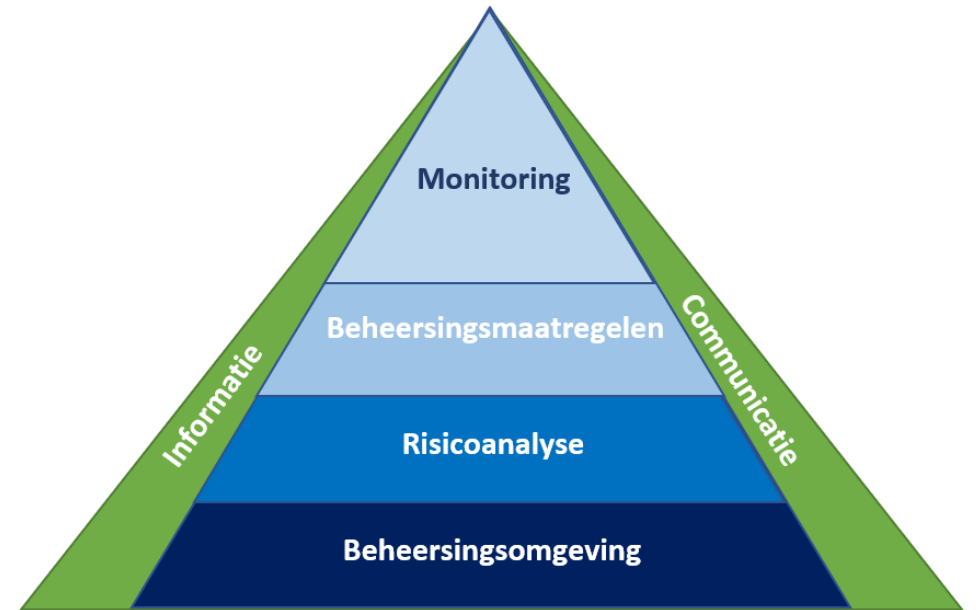 Monitoring
Beheersingsmaatregelen
Informatie
Communicatie
Risicoanalyse
Beheersingsomgeving